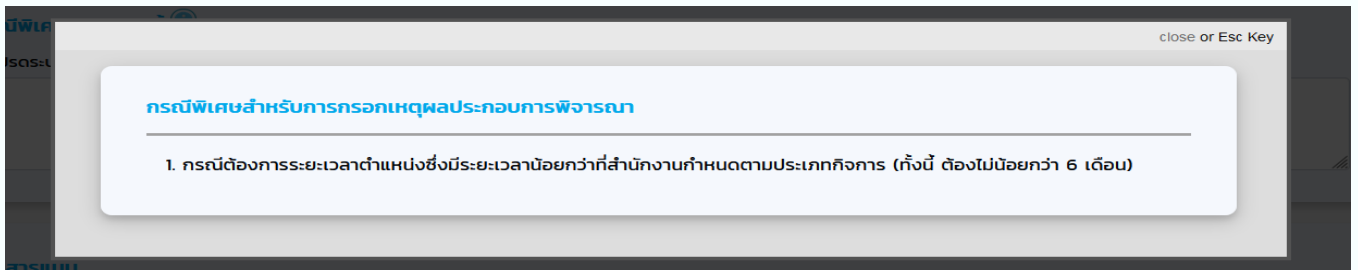 close or Esc Key
กรณีพิเศษสำหรับการกรอกเหตุผลประกอบการพิจารณา
1. กรณีต้องการระยะเวลาตำแหน่งซึ่งมีระยะเวลาน้อยกว่าที่สำนักงานกำหนดตามประเภทกิจการ (ทั้งนี้ ต้องไม่น้อยกว่า 6 เดือน)